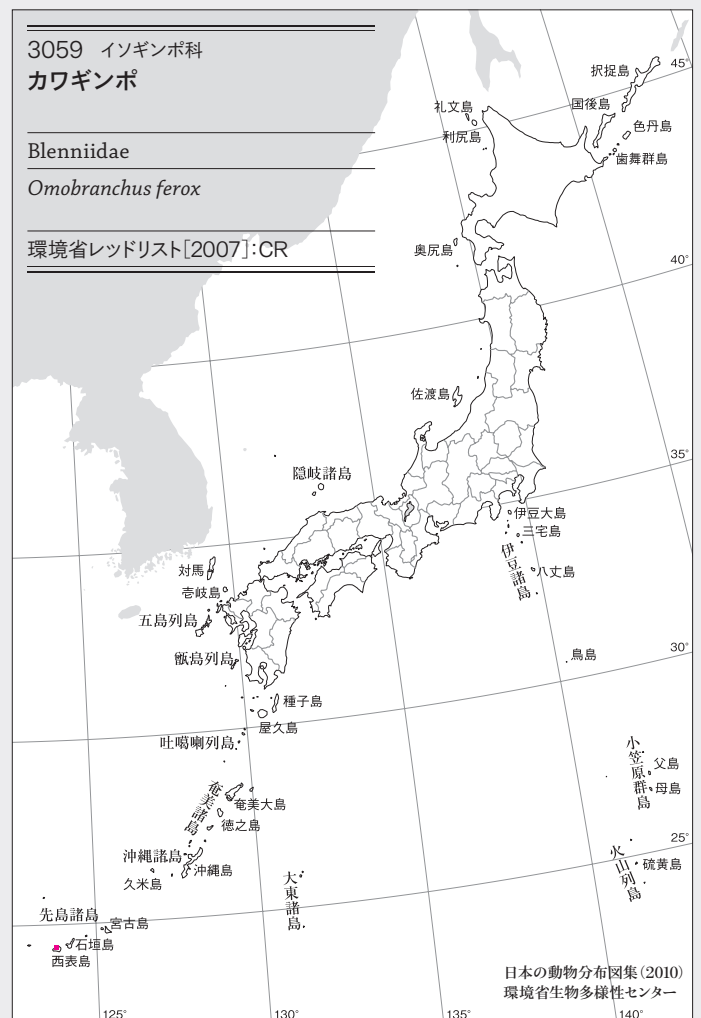 3059 イソギンポ科
カワギンポ
Blenniidae
Omobranchus ferox
環境省レッドリスト[2007]:CR
択捉島
45°
礼文島
国後島
利尻島
色丹島
歯舞群島
奥尻島
40°
佐渡島
35°
隠岐諸島
伊豆大島
三宅島
伊豆諸島
八丈島
対馬
壱岐島
五島列島
甑島列島
鳥島
30°
種子島
屋久島
吐噶喇列島
小笠原群島
父島
母島
奄美諸島
奄美大島
徳之島
25°
沖縄諸島
沖縄島
久米島
火山列島
硫黄島
大東諸島
先島諸島
宮古島
石垣島
西表島
日本の動物分布図集(2010)
環境省生物多様性センター
125°
130°
135°
140°